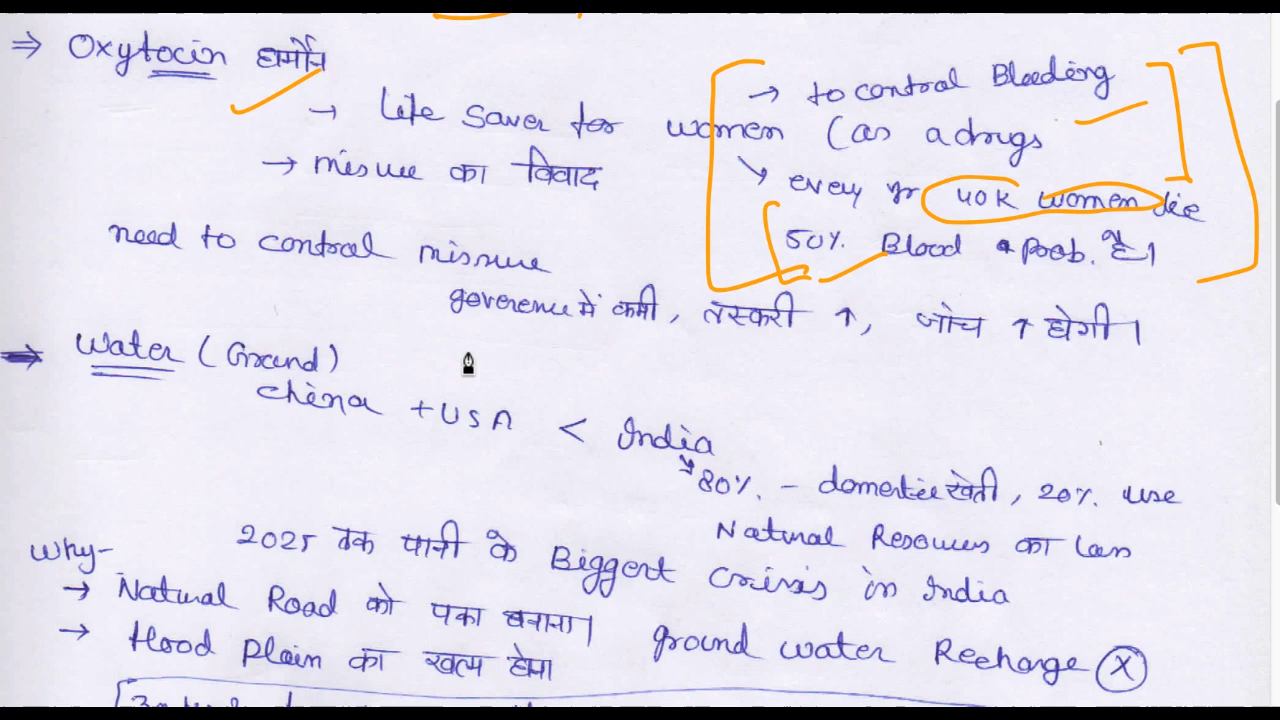 ⇒ Oxytocin हार्मोन
→ to control Bleeding
→ Life saver for women (as a drugs
→ misuse का विवाद
↘ every yr 40K women die
50% Blood Prob. है।
need to control misuse
में कमी, तस्करी ↑, जाँच ↑ होगी।
⇒ Water (Ground)
China + USA < India
↘ 80% - domestic खेती, 20% use
Natural Resources का Loss
2025 तक पानी के Biggest Crisis in India
Why-
→ Natural Road को पका बनाना।
→ flood Plain का खत्म होना
ground water Recharge (X)